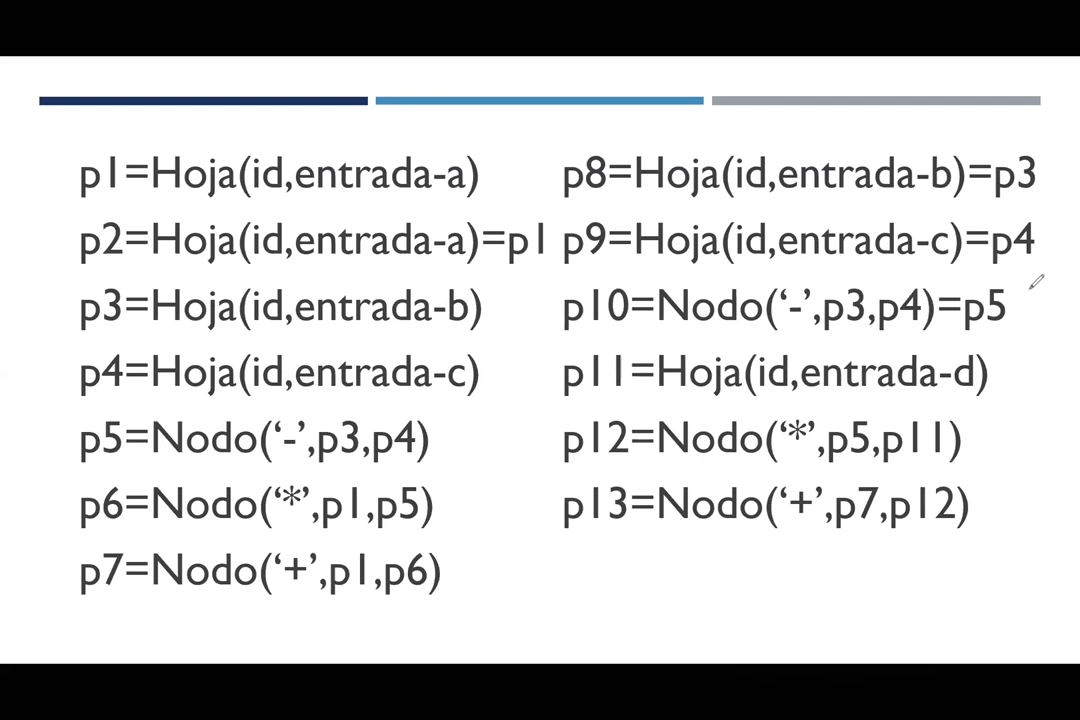 p1=Hoja(id,entrada-a)
p2=Hoja(id,entrada-a)=p1
p3=Hoja(id,entrada-b)
p4=Hoja(id,entrada-c)
p5=Nodo(‘-’,p3,p4)
p6=Nodo(‘*’,p1,p5)
p7=Nodo(‘+’,p1,p6)
p8=Hoja(id,entrada-b)=p3
p9=Hoja(id,entrada-c)=p4
p10=Nodo(‘-’,p3,p4)=p5
p11=Hoja(id,entrada-d)
p12=Nodo(‘*’,p5,p11)
p13=Nodo(‘+’,p7,p12)